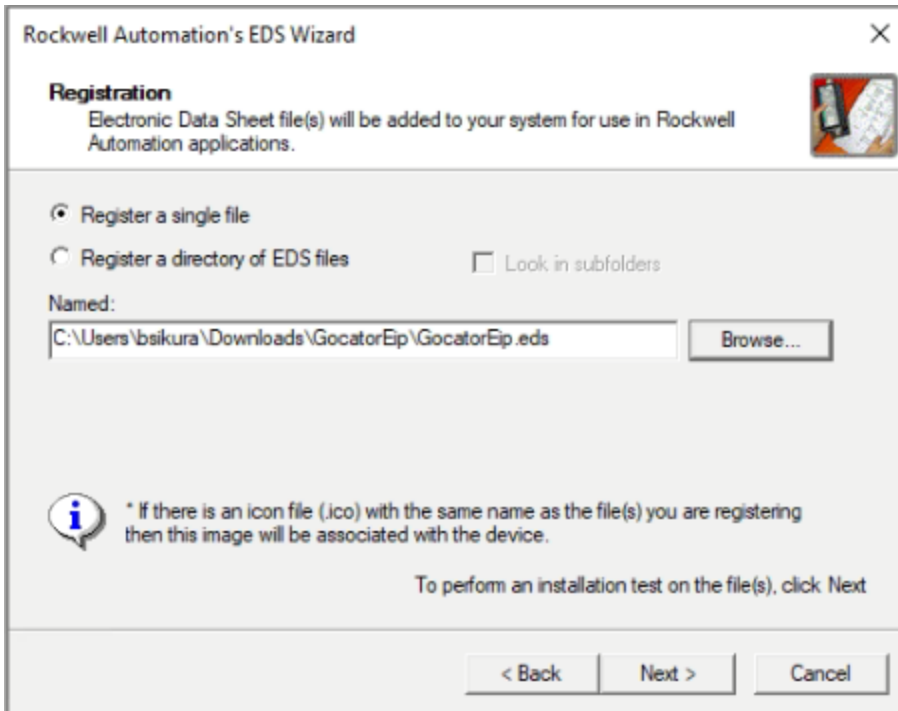 Rockwell Automation's EDS Wizard
Registration
Electronic Data Sheet file(s) will be added to your system for use in Rockwell
Automation applications.
Register a single file
Register a directory of EDS files
Look in subfolders
Named:
C:\Users\bsikura\Downloads\GocatorEip\GocatorEip.eds
Browse...
* If there is an icon file (.ico) with the same name as the file(s) you are registering
then this image will be associated with the device.
To perform an installation test on the file(s), click Next
< Back
Next >
Cancel